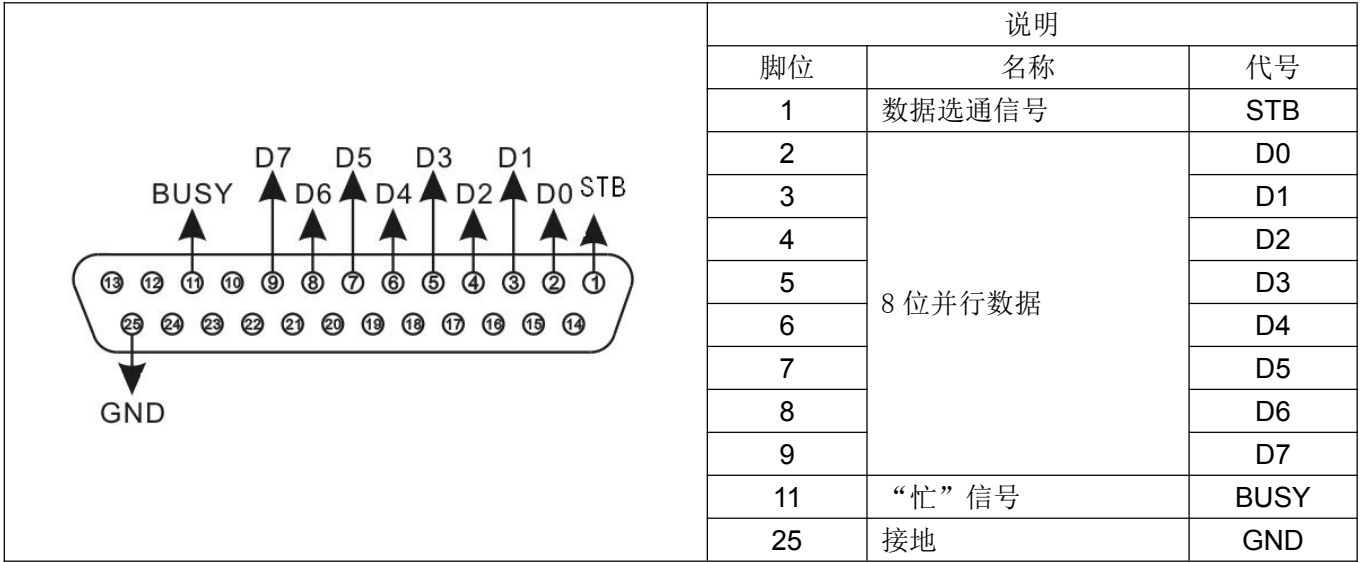 D7 D5 D3 D1
BUSY D6 D4 D2 D0 STB
⑬ ⑫ ⑪ ⑩ ⑨ ⑧ ⑦ ⑥ ⑤ ④ ③ ② ①
㉕ ㉔ ㉓ ㉒ ㉑ ⑳ ⑲ ⑱ ⑰ ⑯ ⑮ ⑭
GND
说明
脚位 名称 代号
1 数据选通信号 STB
2 D0
3 D1
4 D2
5 D3
8 位并行数据
6 D4
7 D5
8 D6
9 D7
11 “忙”信号 BUSY
25 接地 GND